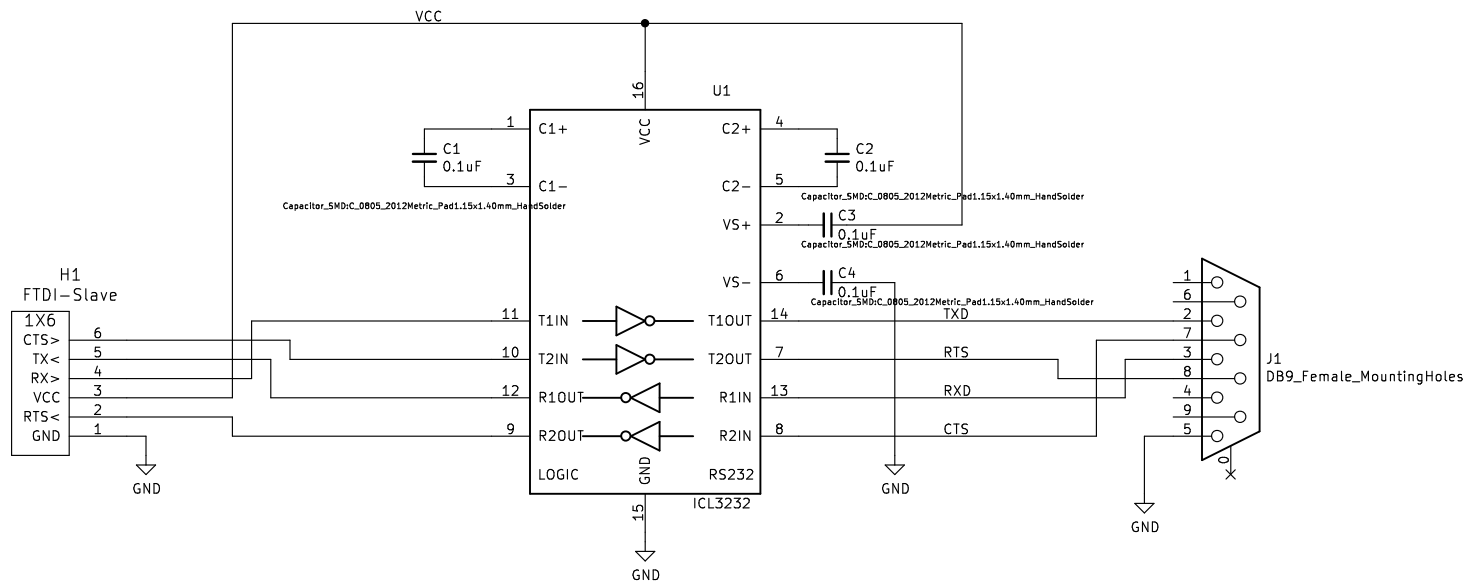 VCC
U1
16
VCC
1
C1+
C2+
4
C1
0.1uF
C2
0.1uF
3
C1-
C2-
5
Capacitor_SMD:C_0805_2012Metric_Pad1.15x1.40mm_HandSolder
Capacitor_SMD:C_0805_2012Metric_Pad1.15x1.40mm_HandSolder
VS+
2
C3
0.1uF
Capacitor_SMD:C_0805_2012Metric_Pad1.15x1.40mm_HandSolder
VS-
6
C4
0.1uF
Capacitor_SMD:C_0805_2012Metric_Pad1.15x1.40mm_HandSolder
H1
FTDI-Slave
1X6
CTS> 6
TX< 5
RX> 4
VCC 3
RTS< 2
GND 1
GND
11 T1IN
T1OUT 14
TXD
10 T2IN
T2OUT 7
RTS
12 R1OUT
R1IN 13
RXD
9 R2OUT
R2IN 8
CTS
LOGIC
GND
RS232
ICL3232
15
GND
GND
1
6
2
7
3
8
4
9
5
0
J1
DB9_Female_MountingHoles
GND